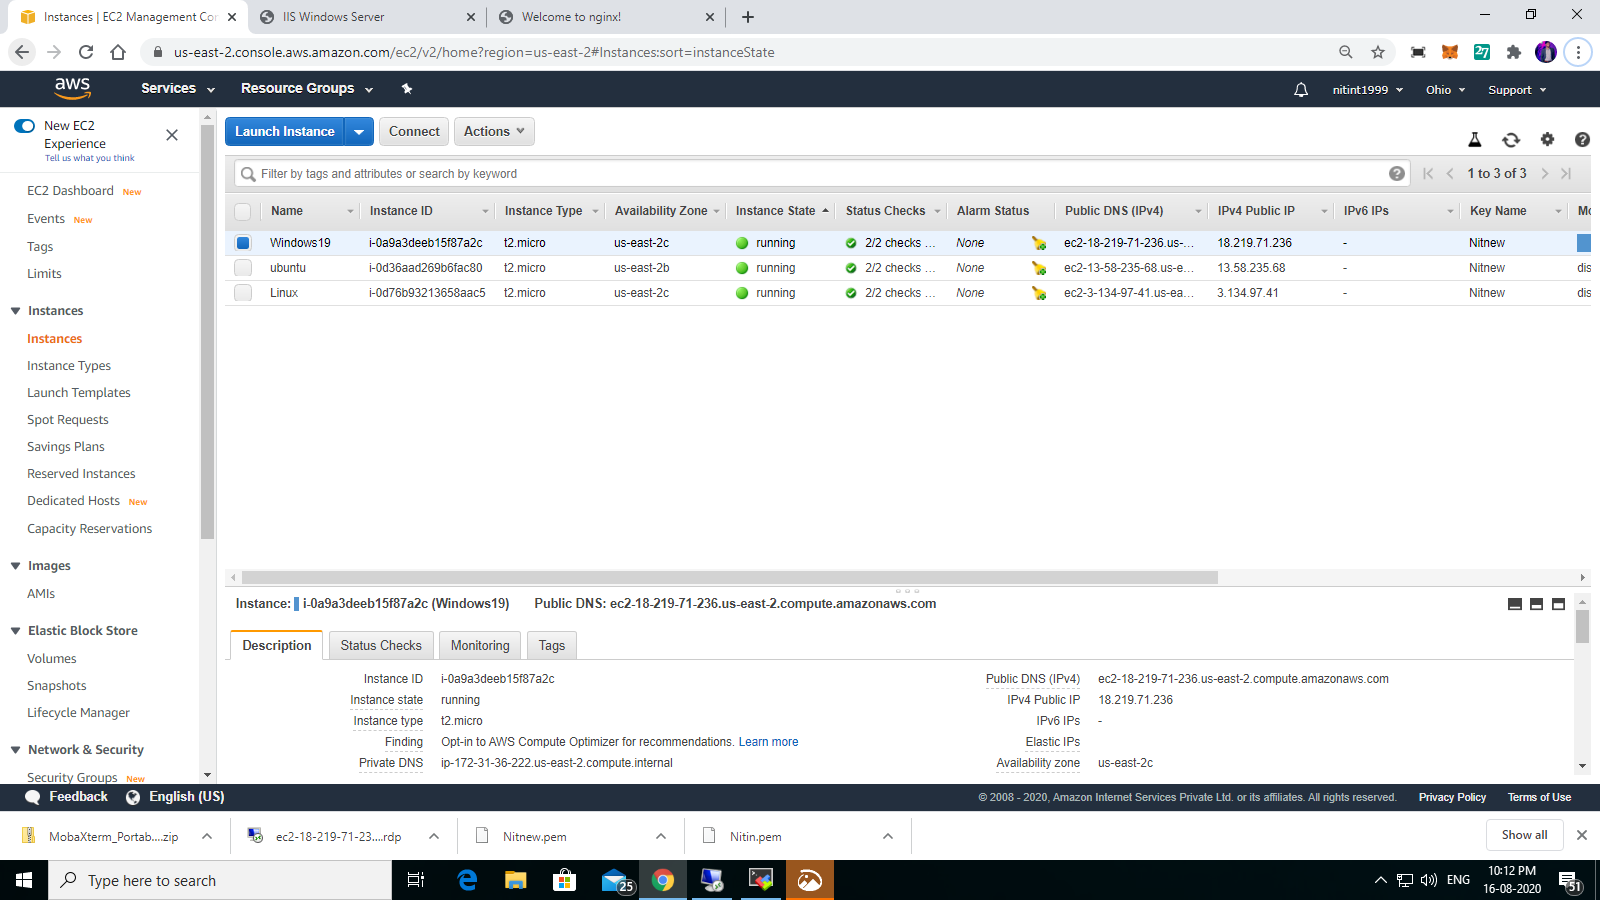 Instances | EC2 Management Con
IIS Windows Server
Welcome to nginx!
us-east-2.console.aws.amazon.com/ec2/v2/home?region=us-east-2#Instances:sort=instanceState
27
aws
Services
Resource Groups
nitint1999
Ohio
Support
New EC2
Experience
Tell us what you think
EC2 Dashboard New
Events New
Tags
Limits
Instances
Instances
Instance Types
Launch Templates
Spot Requests
Savings Plans
Reserved Instances
Dedicated Hosts New
Capacity Reservations
Images
AMIs
Elastic Block Store
Volumes
Snapshots
Lifecycle Manager
Network & Security
Security Groups New
Launch Instance
Connect
Actions
Filter by tags and attributes or search by keyword
1 to 3 of 3
Name Instance ID Instance Type Availability Zone Instance State Status Checks Alarm Status Public DNS (IPv4) IPv4 Public IP IPv6 IPs Key Name Mo
Windows19 i-0a9a3deeb15f87a2c t2.micro us-east-2c running 2/2 checks ... None ec2-18-219-71-236.us-... 18.219.71.236 - Nitnew
ubuntu i-0d36aad269b6fac80 t2.micro us-east-2b running 2/2 checks ... None ec2-13-58-235-68.us-e... 13.58.235.68 - Nitnew dis
Linux i-0d76b93213658aac5 t2.micro us-east-2c running 2/2 checks ... None ec2-3-134-97-41.us-ea... 3.134.97.41 - Nitnew dis
Instance: i-0a9a3deeb15f87a2c (Windows19) Public DNS: ec2-18-219-71-236.us-east-2.compute.amazonaws.com
Description
Status Checks
Monitoring
Tags
Instance ID i-0a9a3deeb15f87a2c
Instance state running
Instance type t2.micro
Finding Opt-in to AWS Compute Optimizer for recommendations. Learn more
Private DNS ip-172-31-36-222.us-east-2.compute.internal
Public DNS (IPv4) ec2-18-219-71-236.us-east-2.compute.amazonaws.com
IPv4 Public IP 18.219.71.236
IPv6 IPs -
Elastic IPs
Availability zone us-east-2c
Feedback
English (US)
© 2008 - 2020, Amazon Internet Services Private Ltd. or its affiliates. All rights reserved.
Privacy Policy
Terms of Use
MobaXterm_Portab....zip
ec2-18-219-71-23....rdp
Nitnew.pem
Nitin.pem
Show all
Type here to search
25
ENG
10:12 PM
16-08-2020
51